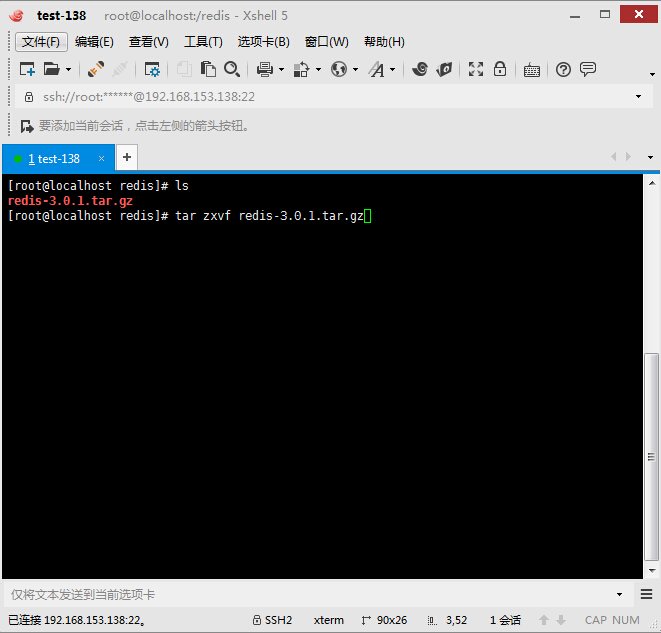 test-138 root@localhost:/redis - Xshell 5
文件(F) 编辑(E) 查看(V) 工具(T) 选项卡(B) 窗口(W) 帮助(H)
ssh://root:******@192.168.153.138:22
要添加当前会话，点击左侧的箭头按钮。
1 test-138 × +
[root@localhost redis]# ls
redis-3.0.1.tar.gz
[root@localhost redis]# tar zxvf redis-3.0.1.tar.gz
仅将文本发送到当前选项卡
已连接 192.168.153.138:22。 SSH2 xterm 90x26 3,52 1 会话 CAP NUM